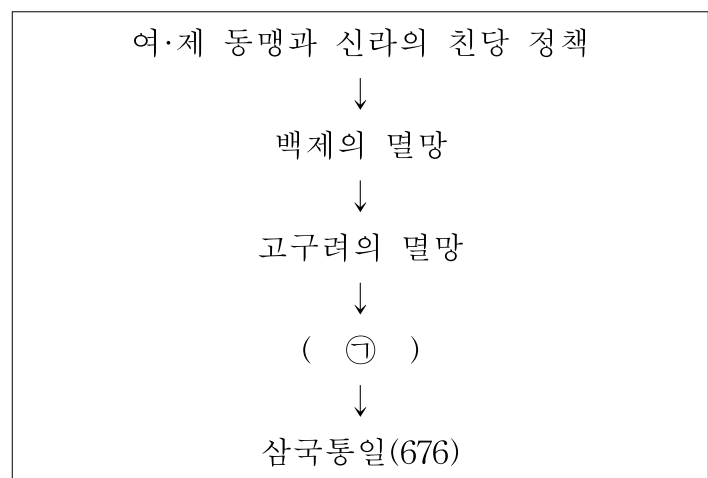 여·제 동맹과 신라의 친당 정책
↓
백제의 멸망
↓
고구려의 멸망
↓
( ㉠ )
↓
삼국통일(676)